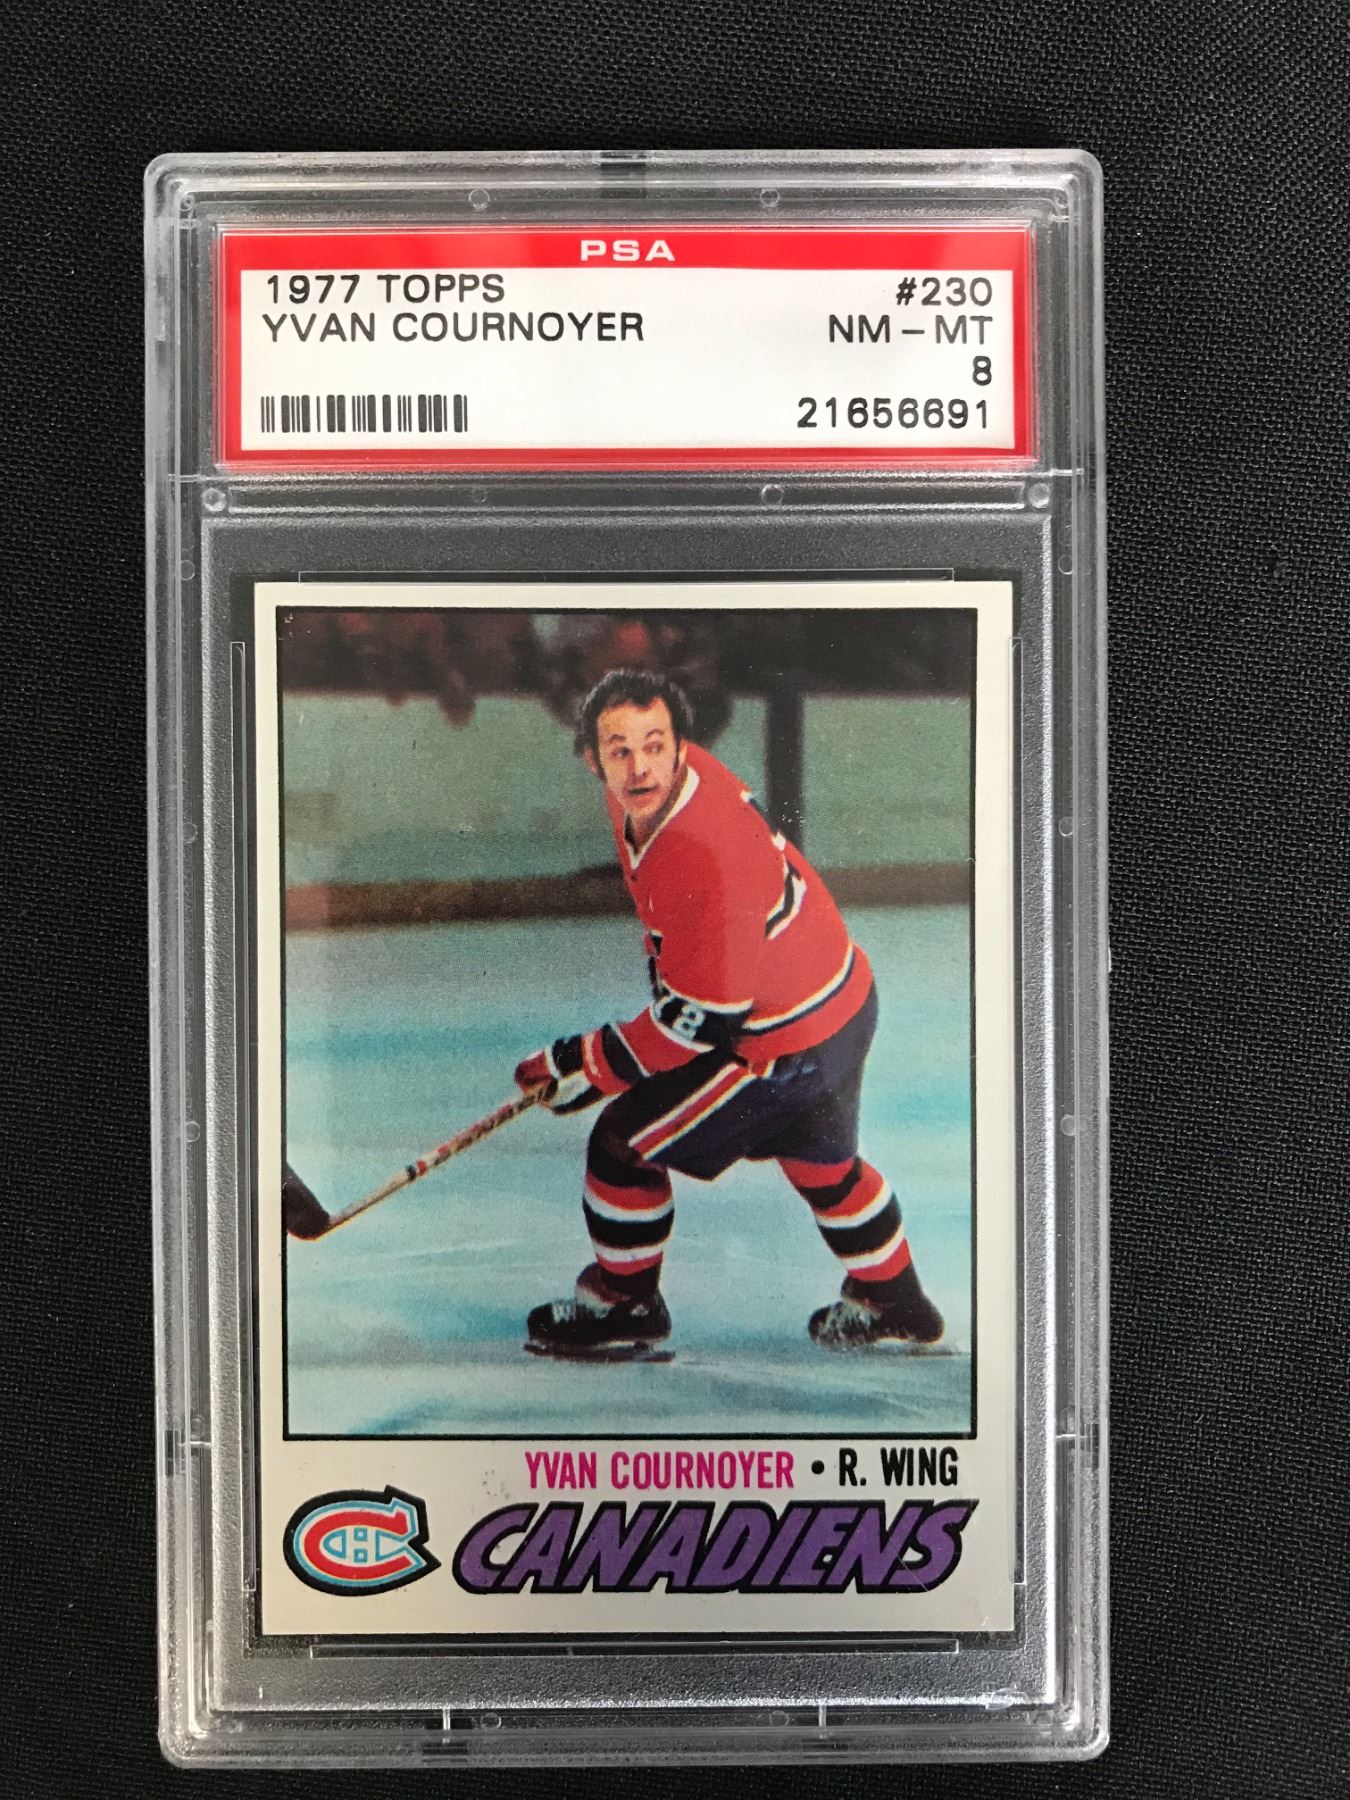 PSA
1977 TOPPS #230
YVAN COURNOYER NM-MT
8
21656691
YVAN COURNOYER • R. WING
CANADIENS